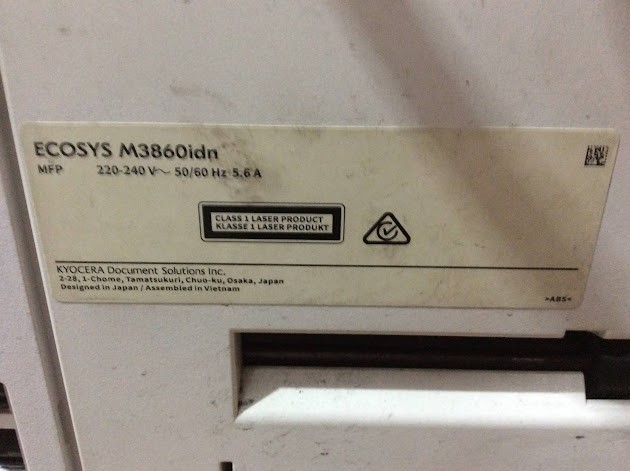 ECOSYS M3860idn
MFP 220-240 V~ 50/60 Hz 5.6 A
CLASS 1 LASER PRODUCT
KLASSE 1 LASER PRODUKT
KYOCERA Document Solutions Inc.
2-28, 1-Chome, Tamatsukuri, Chuo-ku, Osaka, Japan
Designed in Japan / Assembled in Vietnam
>ABS<